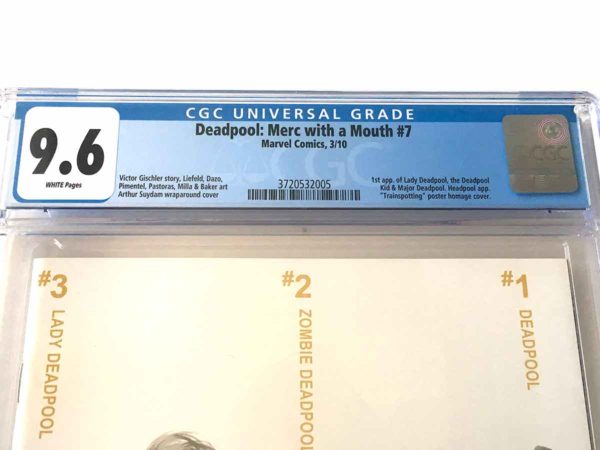 CGC UNIVERSAL GRADE
9.6
WHITE Pages
Deadpool: Merc with a Mouth #7
Marvel Comics, 3/10
Victor Gischler story, Liefeld, Dazo,
Pimentel, Pastoras, Milla & Baker art
Arthur Suydam wraparound cover
3720532005
1st app. of Lady Deadpool, the Deadpool
Kid & Major Deadpool. Headpool app.
"Trainspotting" poster homage cover.
CGC
CGC
#3 LADY DEADPOOL
#2 ZOMBIE DEADPOOL
#1 DEADPOOL